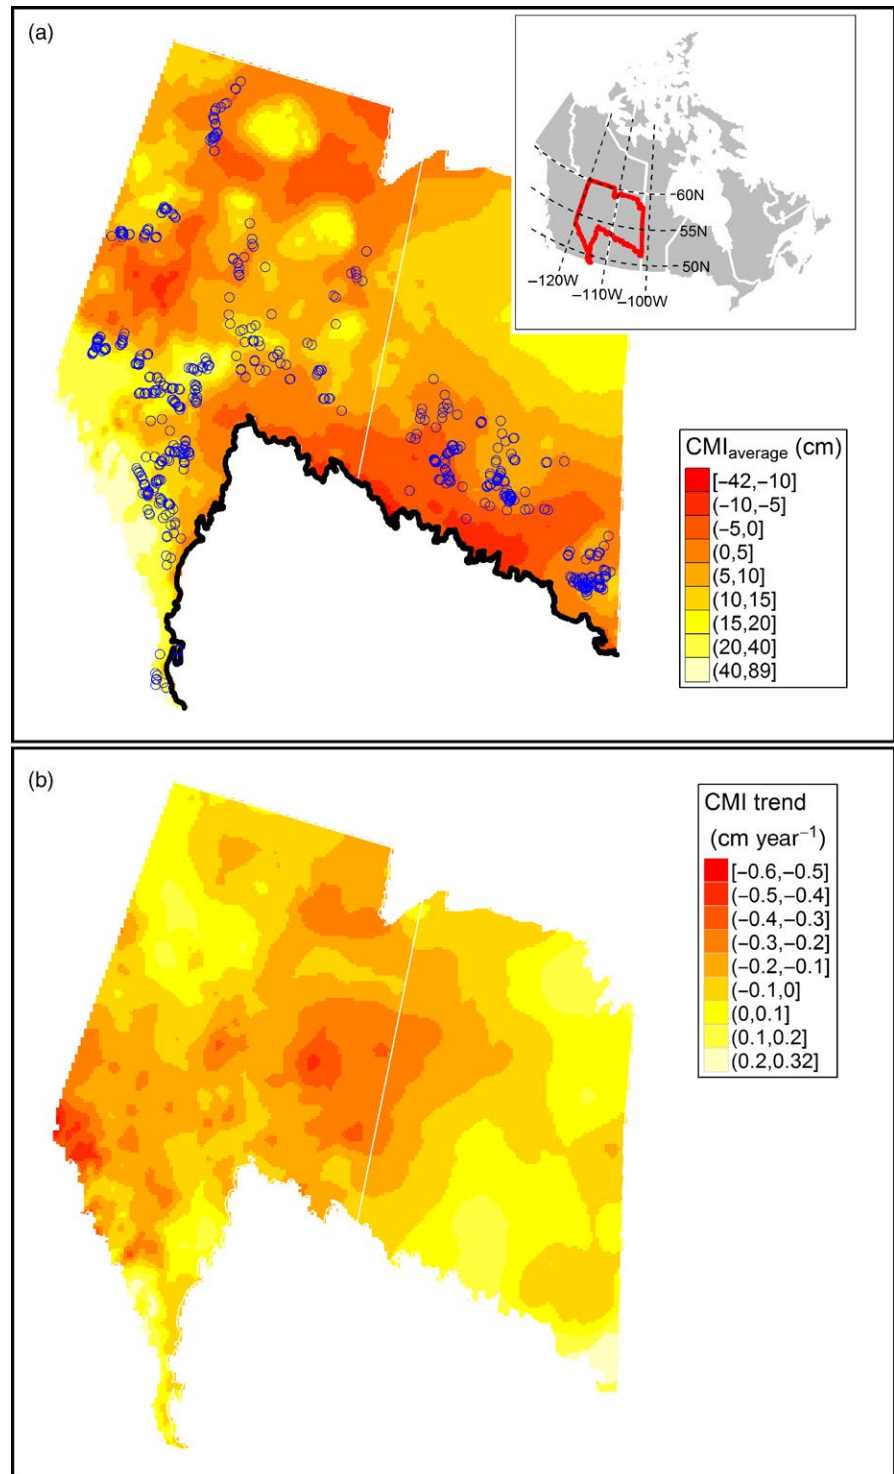 (a)
60N
55N
50N
−120W
−110W
−100W
CMIaverage (cm)
[−42,−10]
(−10,−5]
(−5,0]
(0,5]
(5,10]
(10,15]
(15,20]
(20,40]
(40,89]
(b)
CMI trend
(cm year−1)
[−0.6,−0.5]
(−0.5,−0.4]
(−0.4,−0.3]
(−0.3,−0.2]
(−0.2,−0.1]
(−0.1,0]
(0,0.1]
(0.1,0.2]
(0.2,0.32]